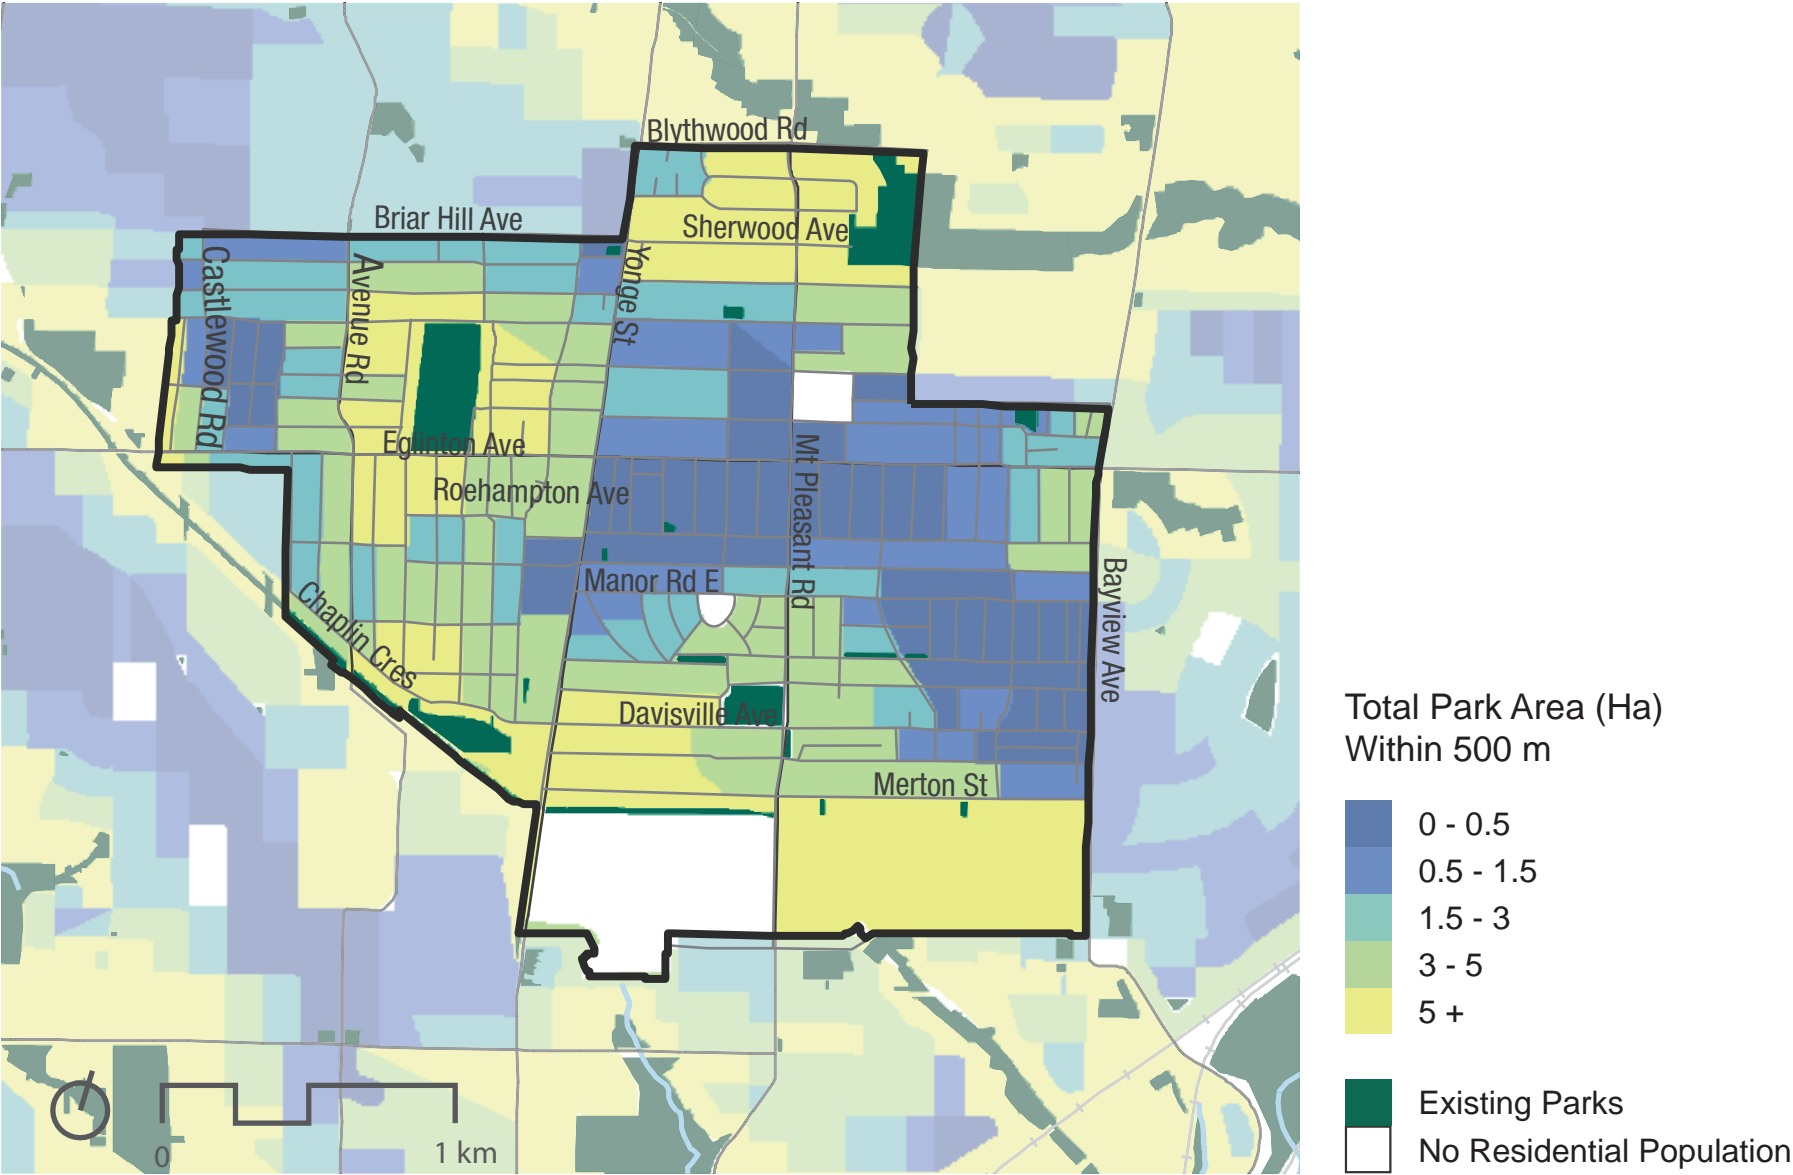 Blythwood Rd
Briar Hill Ave
Sherwood Ave
Castlewood Rd
Avenue Rd
Yonge St
Eglinton Ave
Roehampton Ave
Mt Pleasant Rd
Manor Rd E
Bayview Ave
Chaplin Cres
Davisville Ave
Merton St
0
1 km
Total Park Area (Ha)
Within 500 m
0 - 0.5
0.5 - 1.5
1.5 - 3
3 - 5
5 +
Existing Parks
No Residential Population